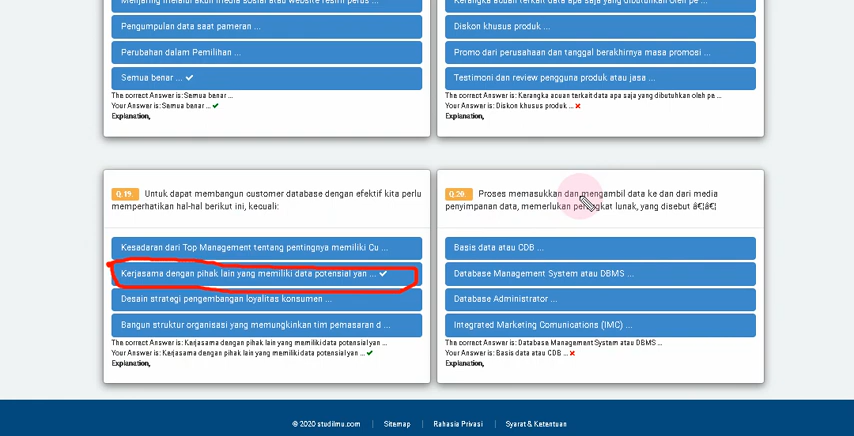 Pengumpulan data saat pameran ...
Perubahan dalam Pemilihan ...
Semua benar ...
The correct Answer is: Semua benar ...
Your Answer is: Semua benar ...
Explanation,
Kerangka acuan terkait data apa saja yang dibutuhkan oleh pe ...
Diskon khusus produk ...
Promo dari perusahaan dan tanggal berakhirnya masa promosi ...
Testimoni dan review pengguna produk atau jasa ...
The correct Answer is: Kerangka acuan terkait data apa saja yang dibutuhkan oleh pe ...
Your Answer is: Diskon khusus produk ...
Explanation,
Q.19. Untuk dapat membangun customer database dengan efektif kita perlu
memperhatikan hal-hal berikut ini, kecuali:
Kesadaran dari Top Management tentang pentingnya memiliki Cu ...
Kerjasama dengan pihak lain yang memiliki data potensial yan ...
Desain strategi pengembangan loyalitas konsumen ...
Bangun struktur organisasi yang memungkinkan tim pemasaran d ...
The correct Answer is: Kerjasama dengan pihak lain yang memiliki data potensial yan ...
Your Answer is: Kerjasama dengan pihak lain yang memiliki data potensial yan ...
Explanation,
Q.20. Proses memasukkan dan mengambil data ke dan dari media
penyimpanan data, memerlukan perangkat lunak, yang disebut â€¦â€¦
Basis data atau CDB ...
Database Management System atau DBMS ...
Database Administrator ...
Integrated Marketing Comunications (IMC) ...
The correct Answer is: Database Management System atau DBMS ...
Your Answer is: Basis data atau CDB ...
Explanation,
© 2020 studilmu.com | Sitemap | Rahasia Privasi | Syarat & Ketentuan